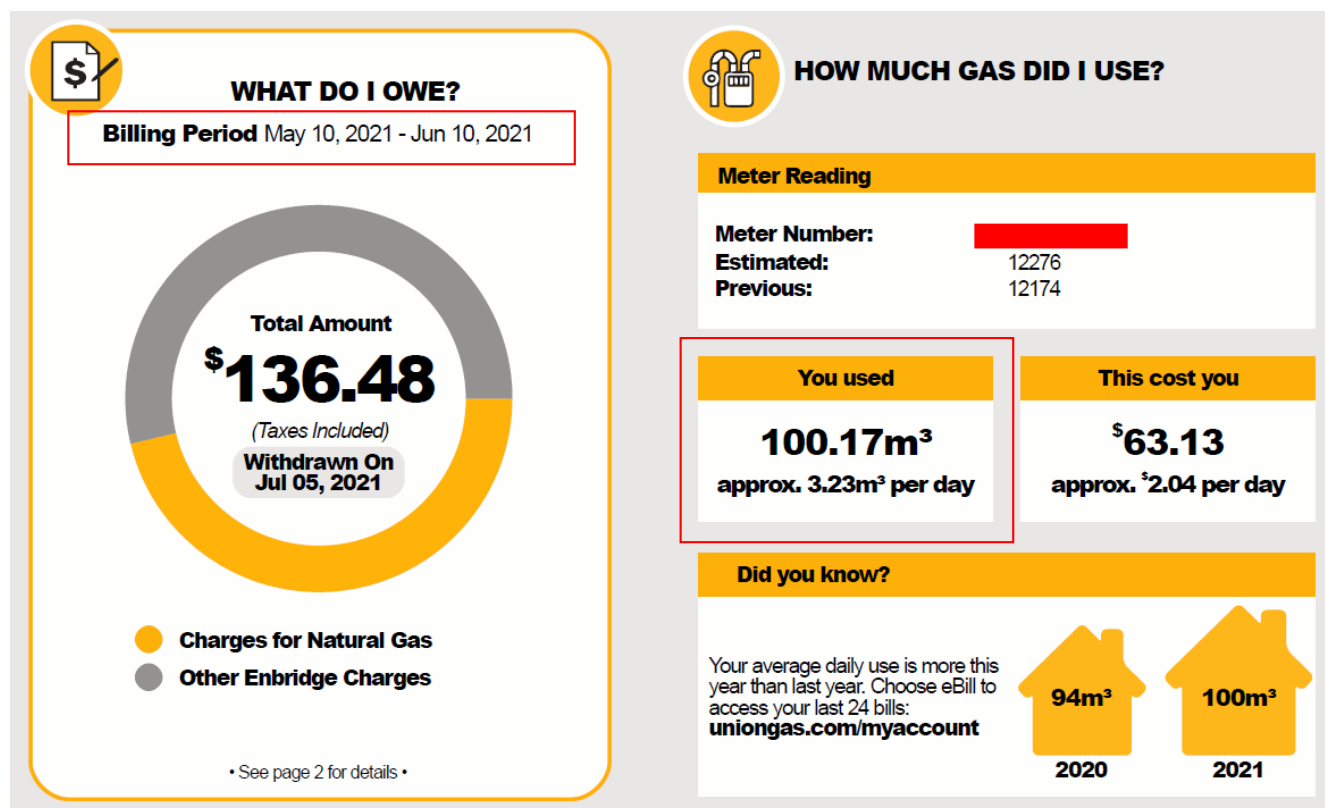 $
WHAT DO I OWE?
Billing Period May 10, 2021 - Jun 10, 2021
Total Amount
$136.48
(Taxes Included)
Withdrawn On
Jul 05, 2021
Charges for Natural Gas
Other Enbridge Charges
• See page 2 for details •
HOW MUCH GAS DID I USE?
Meter Reading
Meter Number:
Estimated: 12276
Previous: 12174
You used
100.17m³
approx. 3.23m³ per day
This cost you
$63.13
approx. $2.04 per day
Did you know?
Your average daily use is more this
year than last year. Choose eBill to
access your last 24 bills:
uniongas.com/myaccount
94m³
2020
100m³
2021